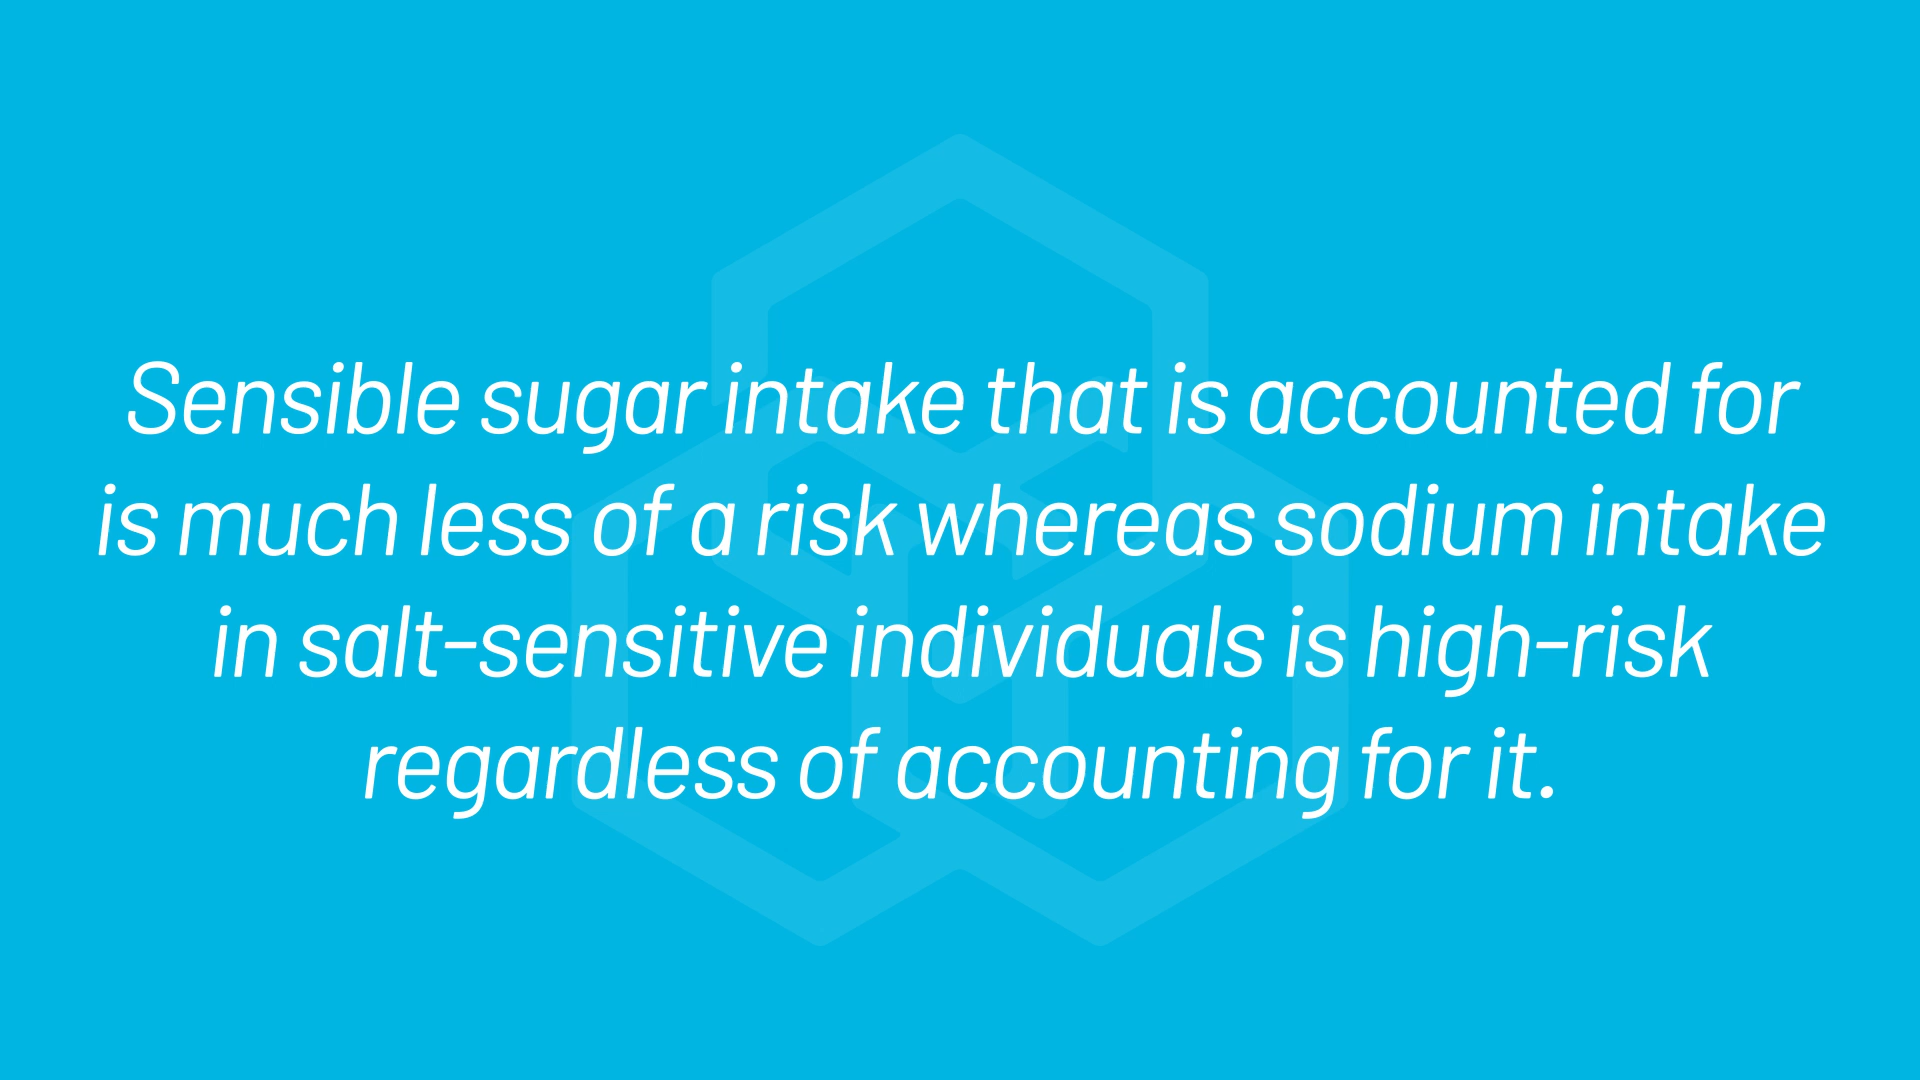 Sensible sugar intake that is accounted for
is much less of a risk whereas sodium intake
in salt-sensitive individuals is high-risk
regardless of accounting for it.